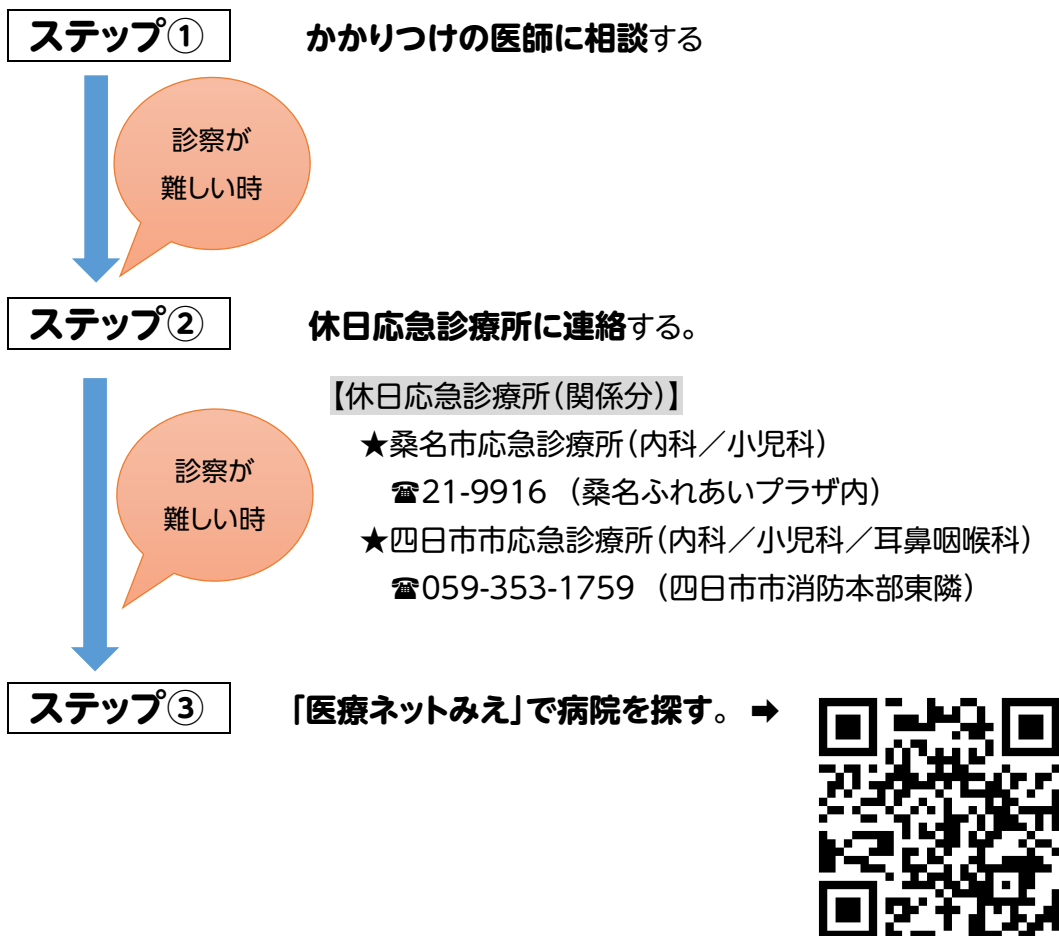 ステップ① かかりつけの医師に相談する
診察が
難しい時
ステップ② 休日応急診療所に連絡する。
【休日応急診療所(関係分)】
★桑名市応急診療所(内科／小児科)
☎21-9916 (桑名ふれあいプラザ内)
診察が
難しい時
★四日市市応急診療所(内科／小児科／耳鼻咽喉科)
☎059-353-1759 (四日市市消防本部東隣)
ステップ③ 「医療ネットみえ」で病院を探す。➡